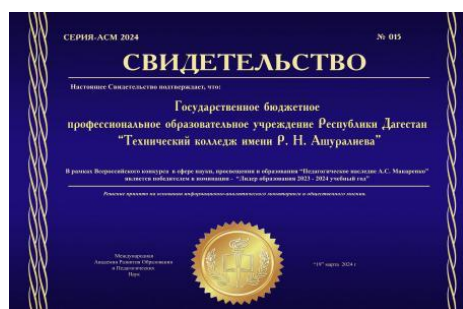 СЕРИЯ-АСМ 2024
№ 015
СВИДЕТЕЛЬСТВО
Настоящее Свидетельство подтверждает, что:
Государственное бюджетное
профессиональное образовательное учреждение Республики Дагестан
“Технический колледж имени Р. Н. Ашуралиева”
В рамках Всероссийского конкурса в сфере науки, просвещения и образования “Педагогическое наследие А.С. Макаренко”
является победителем в номинации - “Лидер образования 2023 - 2024 учебный год”
Решение принято на основании информационно-аналитического мониторинга и общественного мнения.
Международная
Академия Развития Образования
и Педагогических
Наук
“19” марта 2024 г